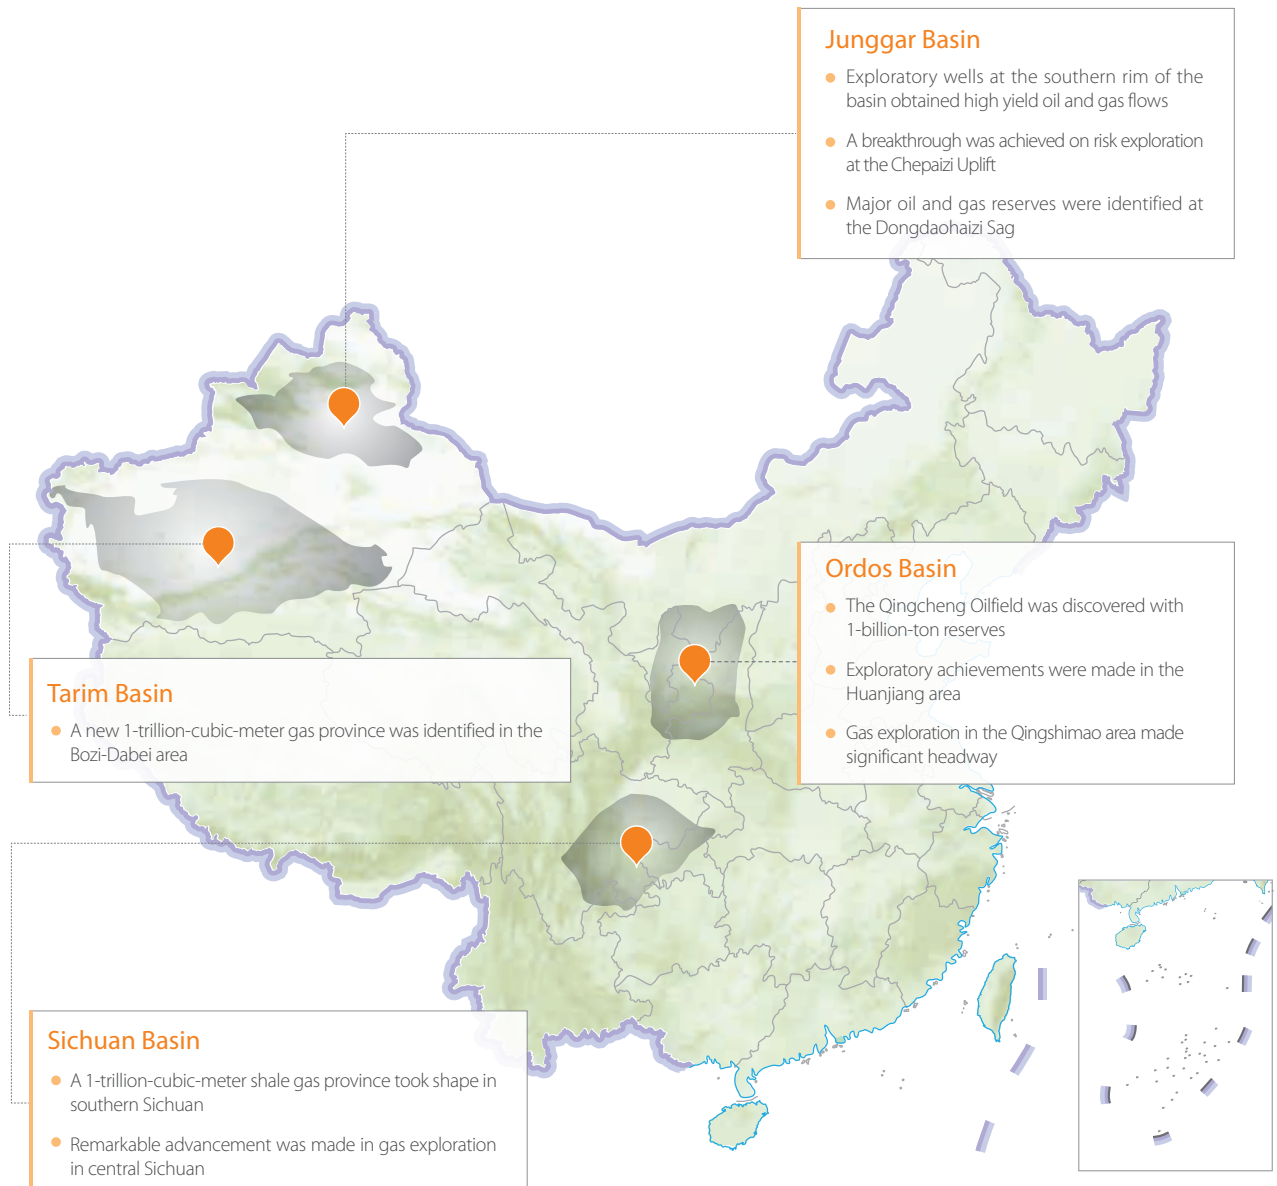 Junggar Basin
Exploratory wells at the southern rim of the
basin obtained high yield oil and gas flows
A breakthrough was achieved on risk exploration
at the Chepaizi Uplift
Major oil and gas reserves were identified at
the Dongdaohaizi Sag
Ordos Basin
The Qingcheng Oilfield was discovered with
1-billion-ton reserves
Exploratory achievements were made in the
Huanjiang area
Gas exploration in the Qingshimao area made
significant headway
Tarim Basin
A new 1-trillion-cubic-meter gas province was identified in the
Bozi-Dabei area
Sichuan Basin
A 1-trillion-cubic-meter shale gas province took shape in
southern Sichuan
Remarkable advancement was made in gas exploration
in central Sichuan